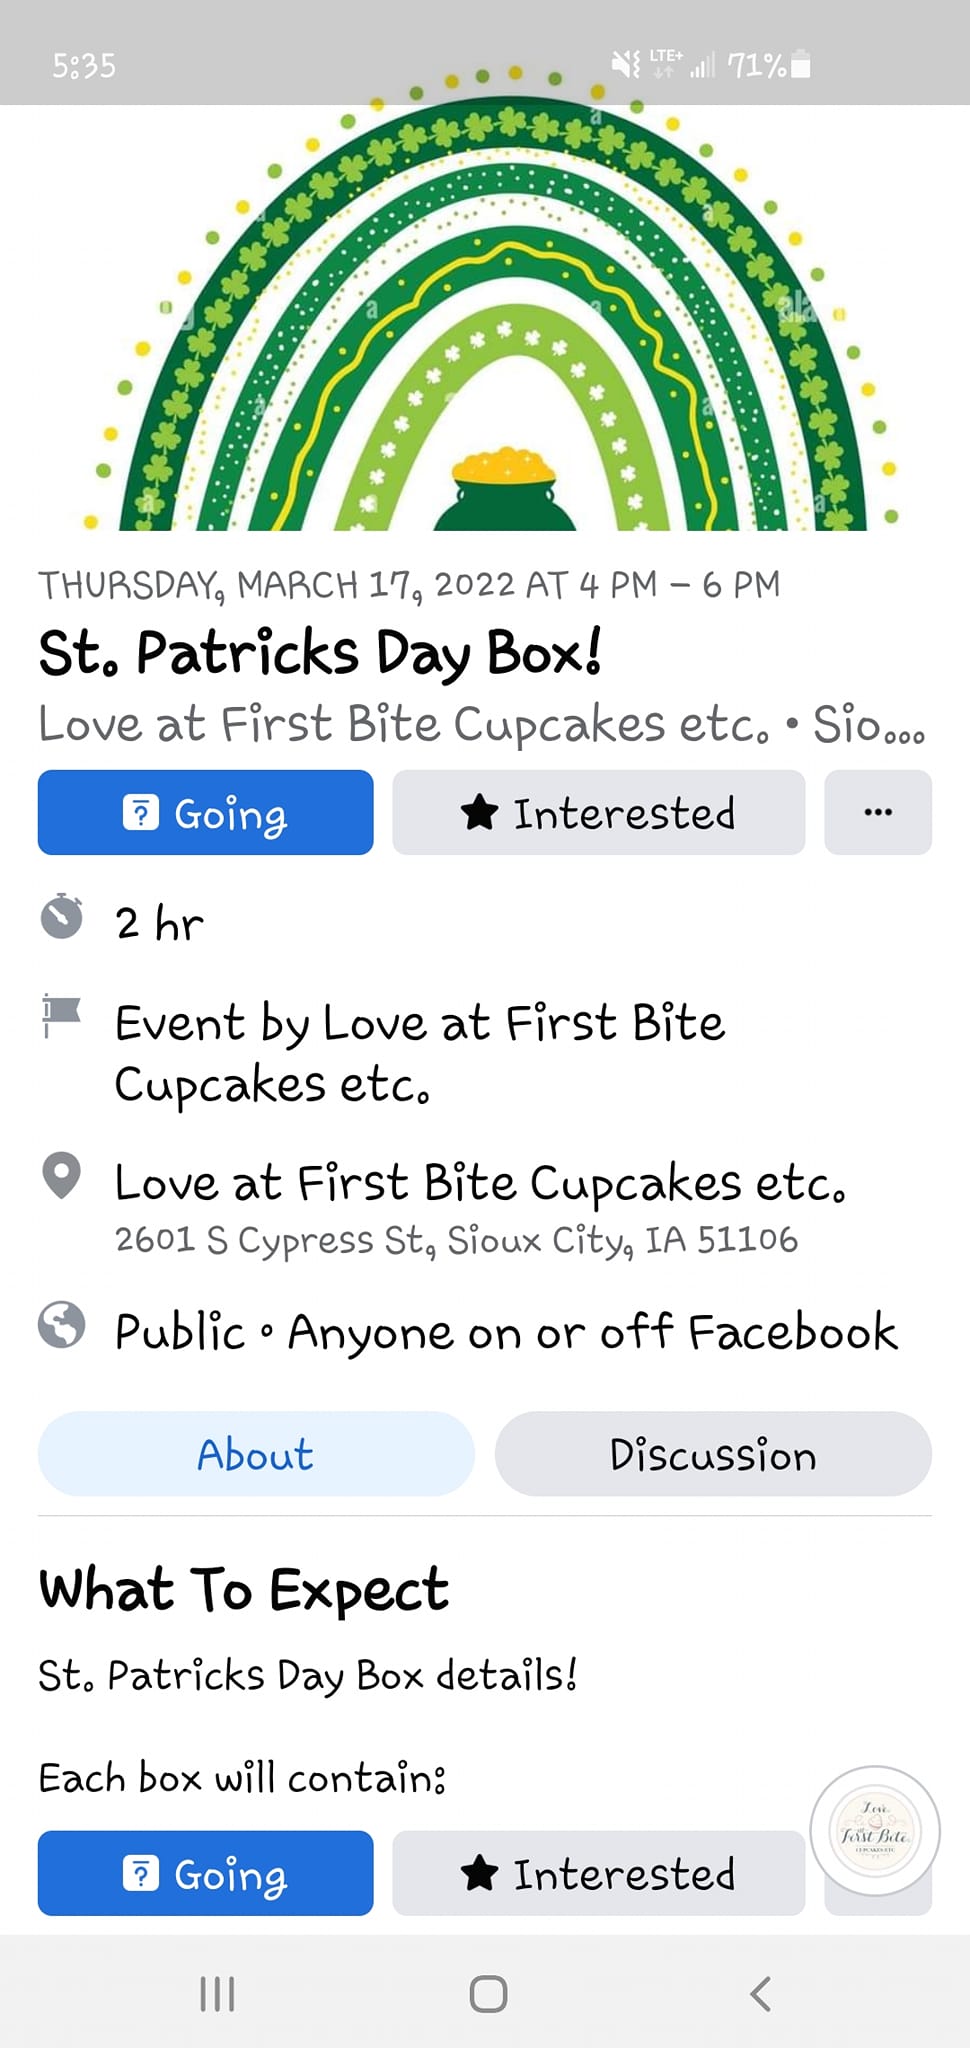 5:35 LTE+ 71%
THURSDAY, MARCH 17, 2022 AT 4 PM – 6 PM
St. Patricks Day Box!
Love at First Bite Cupcakes etc. • Sio...
Going
Interested
2 hr
Event by Love at First Bite
Cupcakes etc.
Love at First Bite Cupcakes etc.
2601 S Cypress St, Sioux City, IA 51106
Public • Anyone on or off Facebook
About
Discussion
What To Expect
St. Patricks Day Box details!
Each box will contain:
Going
Interested
Love
First Bite
CUPCAKES ETC